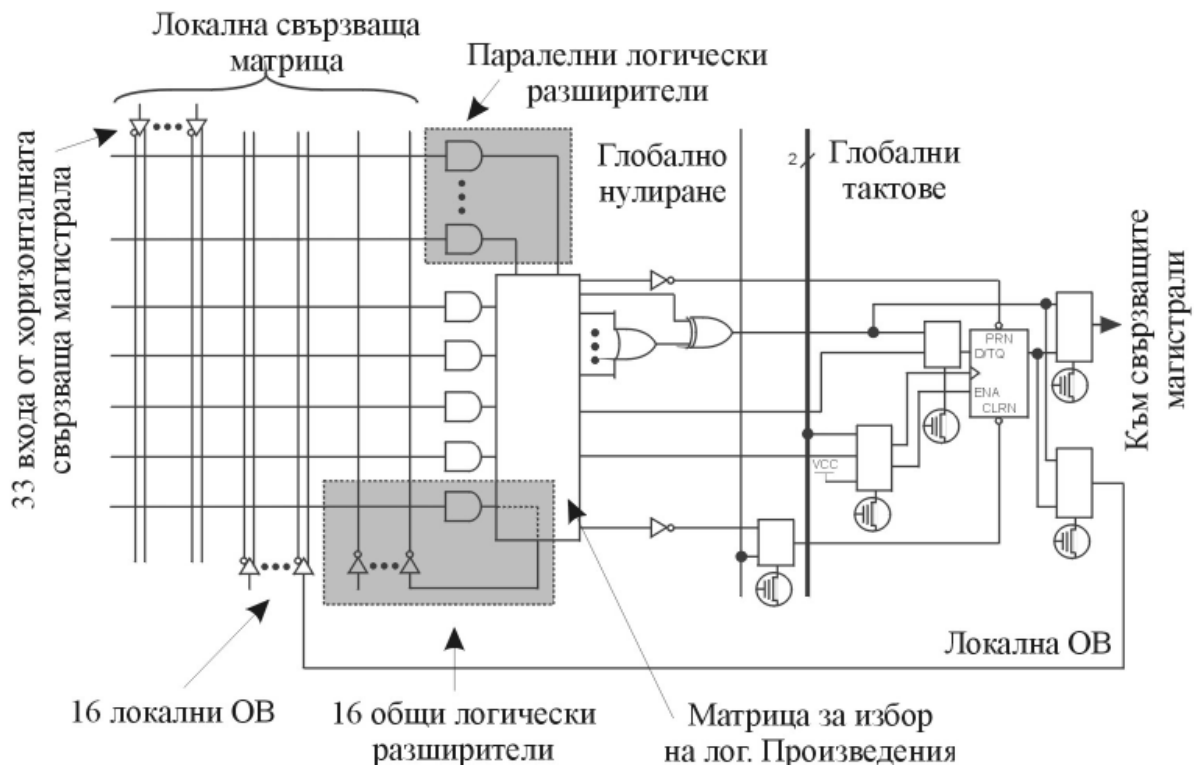 Локална свързваща
матрица
Паралелни логически
разширители
33 входа от хоризонталната
свързваща магистрала
Глобално
нулиране
2
Глобални
тактове
Към свързващите
магистрали
PRN
D/TQ
ENA
CLRN
VCC
Локална ОВ
16 локални ОВ
16 общи логически
разширители
Матрица за избор
на лог. Произведения